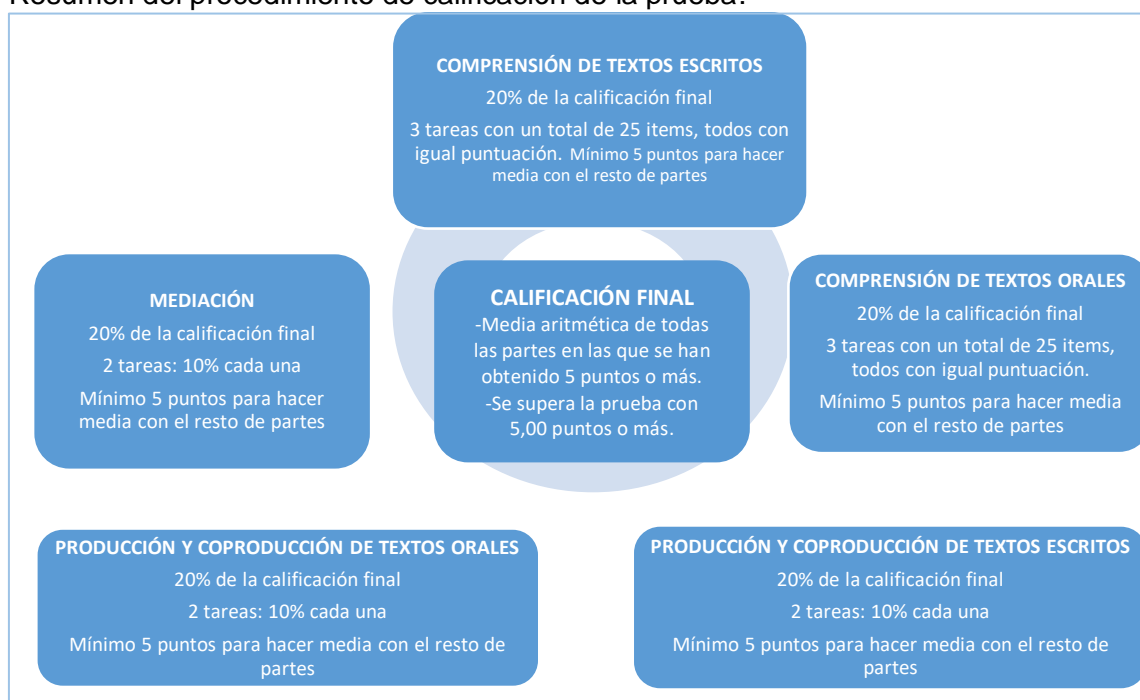 Resumen del procedimiento de calificación de la prueba:
COMPRENSIÓN DE TEXTOS ESCRITOS
20% de la calificación final
3 tareas con un total de 25 items, todos con
igual puntuación. Mínimo 5 puntos para hacer
media con el resto de partes
MEDIACIÓN
20% de la calificación final
2 tareas: 10% cada una
Mínimo 5 puntos para hacer
media con el resto de partes
CALIFICACIÓN FINAL
-Media aritmética de todas
las partes en las que se han
obtenido 5 puntos o más.
-Se supera la prueba con
5,00 puntos o más.
COMPRENSIÓN DE TEXTOS ORALES
20% de la calificación final
3 tareas con un total de 25 items,
todos con igual puntuación.
Mínimo 5 puntos para hacer media
con el resto de partes
PRODUCCIÓN Y COPRODUCCIÓN DE TEXTOS ORALES
20% de la calificación final
2 tareas: 10% cada una
Mínimo 5 puntos para hacer media con el resto de
partes
PRODUCCIÓN Y COPRODUCCIÓN DE TEXTOS ESCRITOS
20% de la calificación final
2 tareas: 10% cada una
Mínimo 5 puntos para hacer media con el resto de
partes